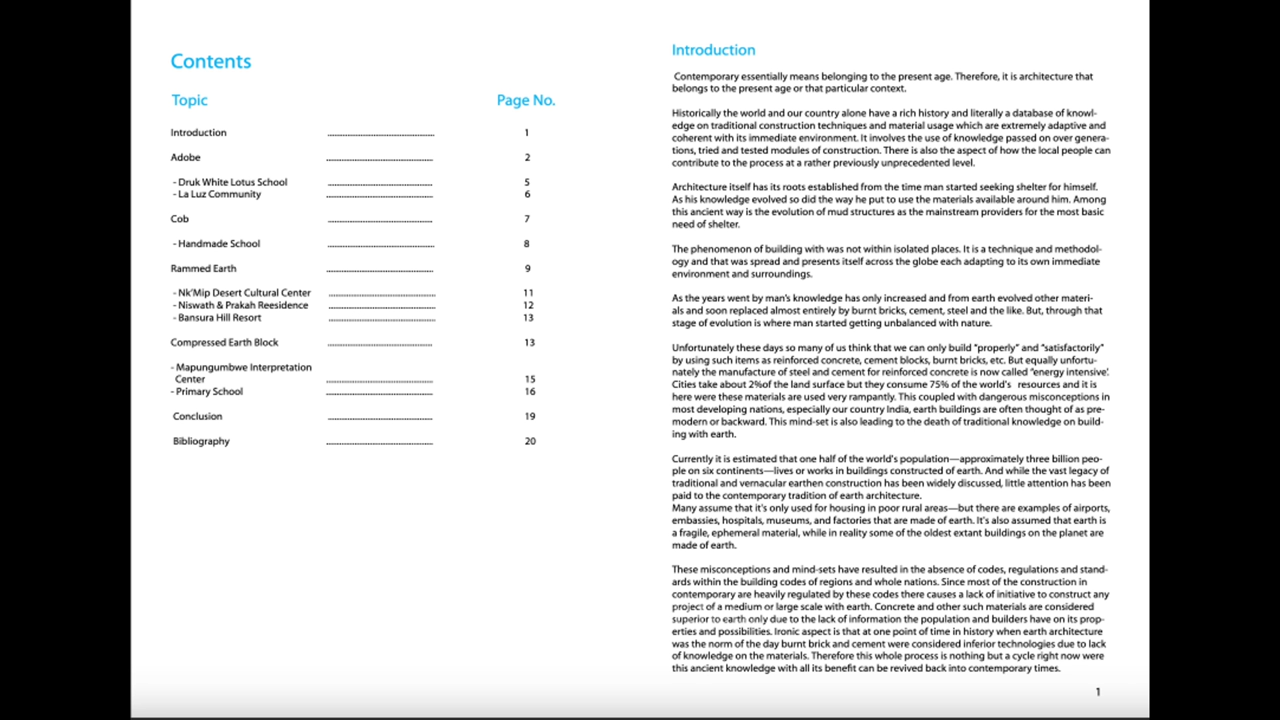 Contents
Topic Page No.
Introduction ........................................ 1
Adobe ........................................ 2
- Druk White Lotus School ........................................ 5
- La Luz Community ........................................ 6
Cob ........................................ 7
- Handmade School ........................................ 8
Rammed Earth ........................................ 9
- Nk'Mip Desert Cultural Center ........................................ 11
- Niswath & Prakah Reesidence ........................................ 12
- Bansura Hill Resort ........................................ 13
Compressed Earth Block ........................................ 13
- Mapungumbwe Interpretation
Center ........................................ 15
- Primary School ........................................ 16
Conclusion ........................................ 19
Bibliography ........................................ 20
Introduction
Contemporary essentially means belonging to the present age. Therefore, it is architecture that
belongs to the present age or that particular context.
Historically the world and our country alone have a rich history and literally a database of knowl-
edge on traditional construction techniques and material usage which are extremely adaptive and
coherent with its immediate environment. It involves the use of knowledge passed on over genera-
tions, tried and tested modules of construction. There is also the aspect of how the local people can
contribute to the process at a rather previously unprecedented level.
Architecture itself has its roots established from the time man started seeking shelter for himself.
As his knowledge evolved so did the way he put to use the materials available around him. Among
this ancient way is the evolution of mud structures as the mainstream providers for the most basic
need of shelter.
The phenomenon of building with was not within isolated places. It is a technique and methodol-
ogy and that was spread and presents itself across the globe each adapting to its own immediate
environment and surroundings.
As the years went by man's knowledge has only increased and from earth evolved other materi-
als and soon replaced almost entirely by burnt bricks, cement, steel and the like. But, through that
stage of evolution is where man started getting unbalanced with nature.
Unfortunately these days so many of us think that we can only build "properly" and "satisfactorily"
by using such items as reinforced concrete, cement blocks, burnt bricks, etc. But equally unfortu-
nately the manufacture of steel and cement for reinforced concrete is now called "energy intensive'.
Cities take about 2%of the land surface but they consume 75% of the world's resources and it is
here were these materials are used very rampantly. This coupled with dangerous misconceptions in
most developing nations, especially our country India, earth buildings are often thought of as pre-
modern or backward. This mind-set is also leading to the death of traditional knowledge on build-
ing with earth.
Currently it is estimated that one half of the world's population—approximately three billion peo-
ple on six continents—lives or works in buildings constructed of earth. And while the vast legacy of
traditional and vernacular earthen construction has been widely discussed, little attention has been
paid to the contemporary tradition of earth architecture.
Many assume that it's only used for housing in poor rural areas—but there are examples of airports,
embassies, hospitals, museums, and factories that are made of earth. It's also assumed that earth is
a fragile, ephemeral material, while in reality some of the oldest extant buildings on the planet are
made of earth.
These misconceptions and mind-sets have resulted in the absence of codes, regulations and stand-
ards within the building codes of regions and whole nations. Since most of the construction in
contemporary are heavily regulated by these codes there causes a lack of initiative to construct any
project of a medium or large scale with earth. Concrete and other such materials are considered
superior to earth only due to the lack of information the population and builders have on its prop-
erties and possibilities. Ironic aspect is that at one point of time in history when earth architecture
was the norm of the day burnt brick and cement were considered inferior technologies due to lack
of knowledge on the materials. Therefore this whole process is nothing but a cycle right now were
this ancient knowledge with all its benefit can be revived back into contemporary times.
1